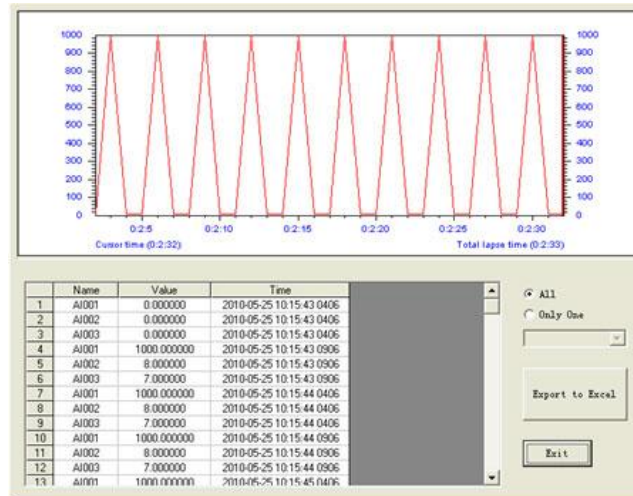 1000 1000
900 900
800 800
700 700
600 600
500 500
400 400
300 300
200 200
100 100
0 0
0:2:5 0:2:10 0:2:15 0:2:20 0:2:25 0:2:30
Cursor time (0:2:32) Total lapse time (0:2:33)
Name Value Time
1 AI001 0.000000 2010-05-25 10:15:43 0406
2 AI002 0.000000 2010-05-25 10:15:43 0406
3 AI003 0.000000 2010-05-25 10:15:43 0406
4 AI001 1000.000000 2010-05-25 10:15:43 0906
5 AI002 8.000000 2010-05-25 10:15:43 0906
6 AI003 7.000000 2010-05-25 10:15:43 0906
7 AI001 1000.000000 2010-05-25 10:15:44 0406
8 AI002 8.000000 2010-05-25 10:15:44 0406
9 AI003 7.000000 2010-05-25 10:15:44 0406
10 AI001 1000.000000 2010-05-25 10:15:44 0906
11 AI002 8.000000 2010-05-25 10:15:44 0906
12 AI003 7.000000 2010-05-25 10:15:44 0906
13 AI001 1000.000000 2010-05-25 10:15:45 0406
All
Only One
Export to Excel
Exit